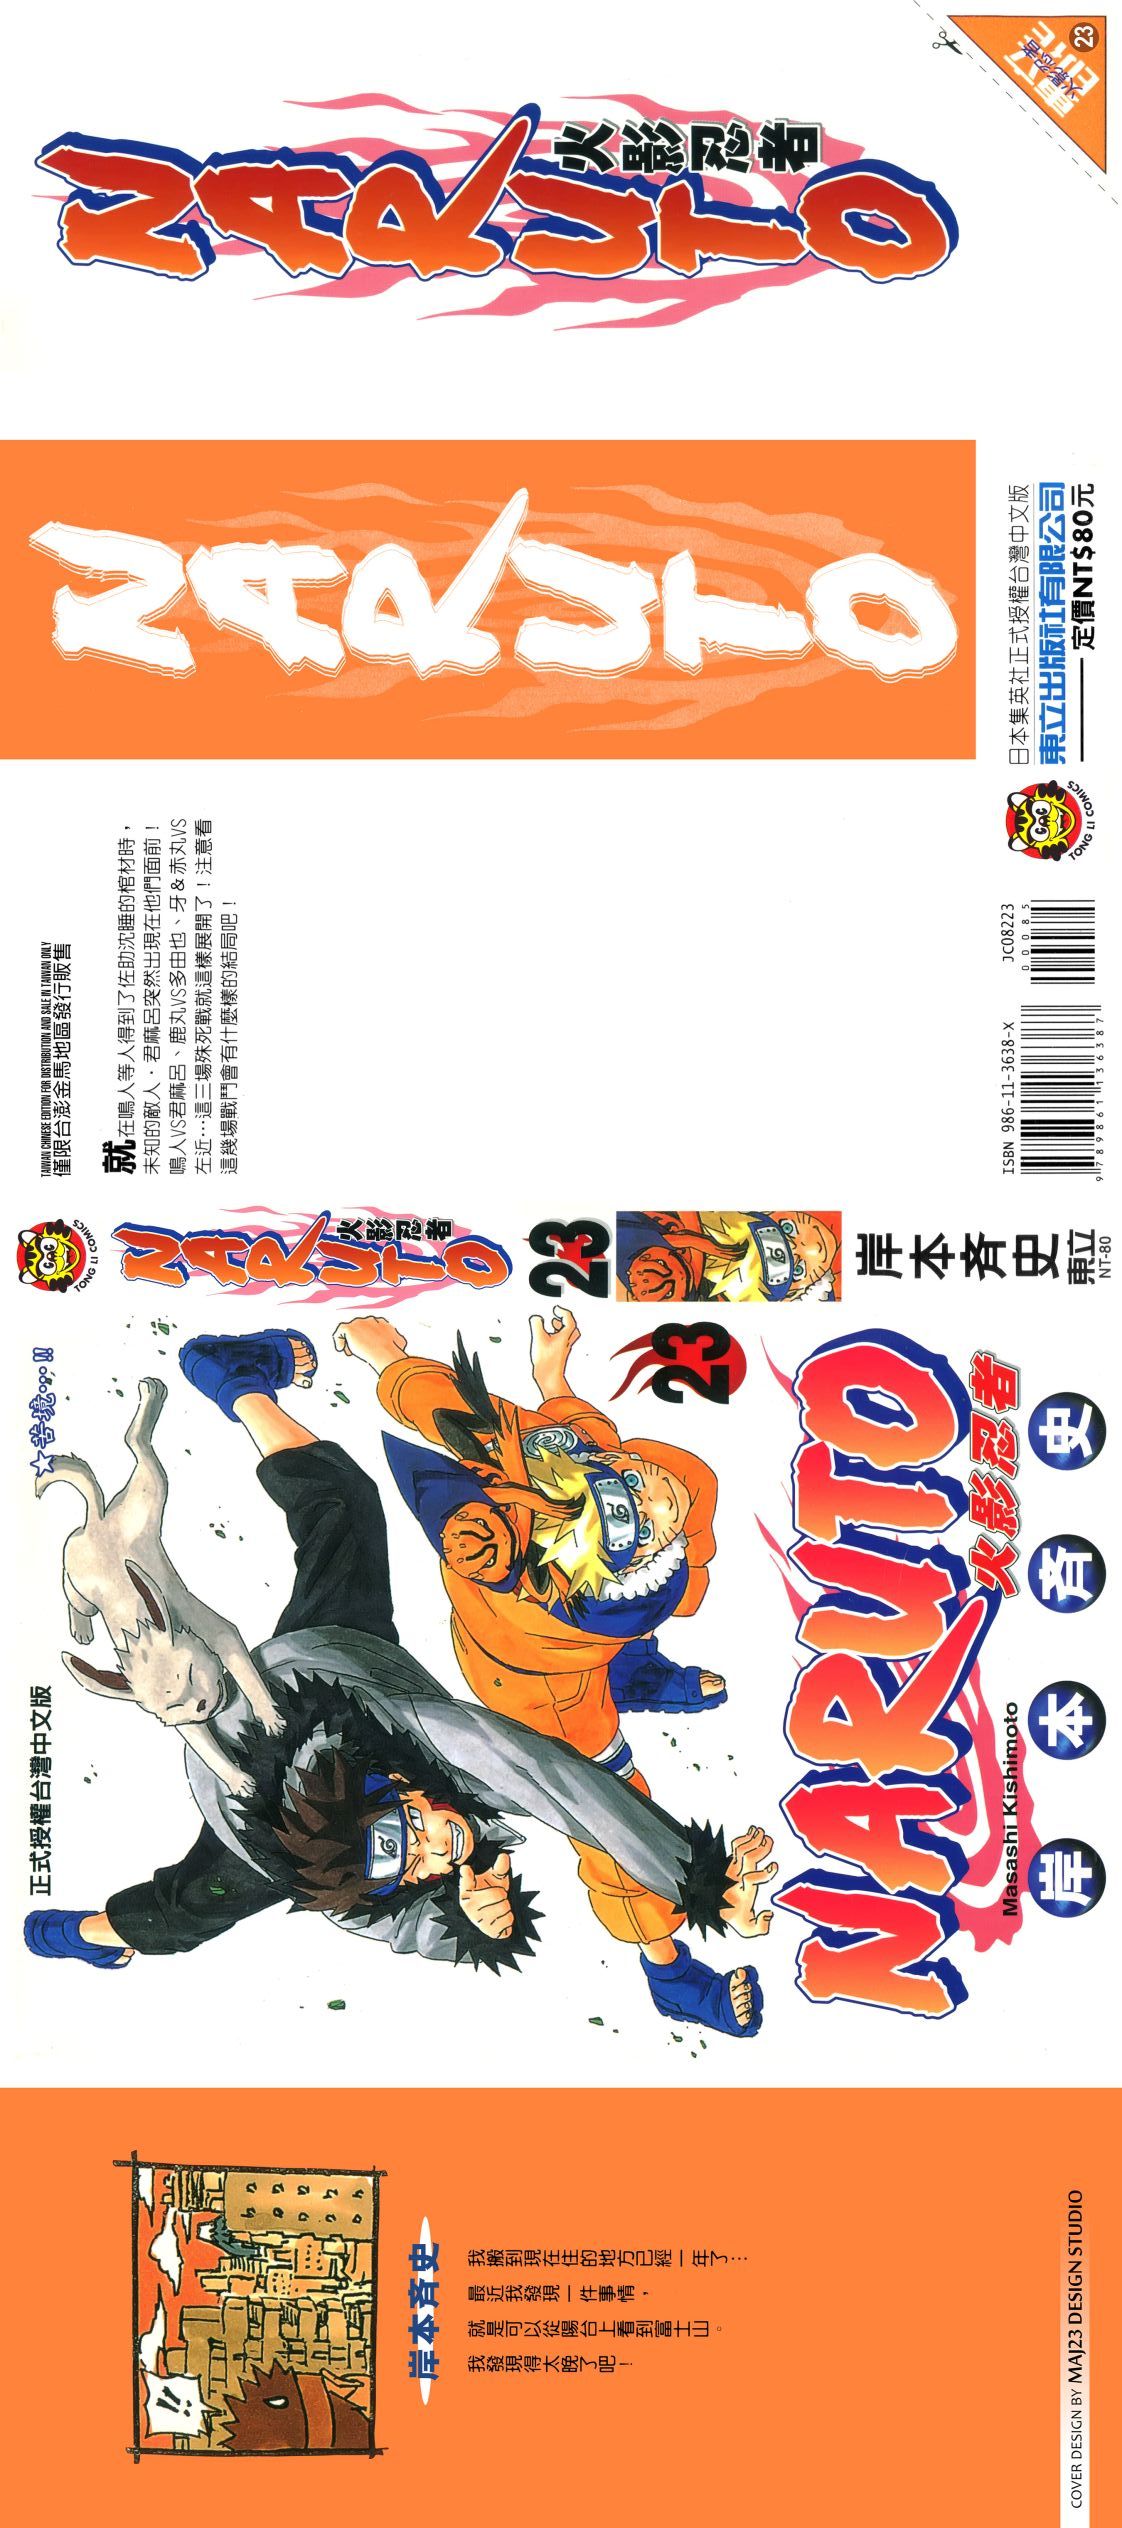 NARUTO
火影忍者
東立
火影忍者
23
NARUTO
日本集英社正式授權台灣中文版
東立出版社有限公司
定價NT$80元
TONG LI COMICS
TAIWAN CHINESE EDITION FOR DISTRIBUTION AND SALE IN TAIWAN ONLY
僅限台澎金馬地區發行販售
就在鳴人等人得到了佐助沈睡的棺材時，
未知的敵人．君麻呂突然出現在他們面前！
鳴人VS君麻呂、鹿丸VS多由也、牙＆赤丸VS
左近…這三場殊死戰就這樣展開了！注意看
這幾場戰鬥會有什麼樣的結局吧！
JC08223
00085
ISBN 986-11-3638-X
9789861136387
TONG LI COMICS
NARUTO
火影忍者
23
岸本斉史
東立
NT-80
正式授權台灣中文版
★苦境…!!
23
NARUTO
火影忍者
Masashi Kishimoto
岸本斉史
!!
岸本斉史
我搬到現在住的地方已經一年了…
最近我發現一件事情，
就是可以從陽台上看到富士山。
我發現得太晚了吧！
COVER DESIGN BY MAJ23 DESIGN STUDIO